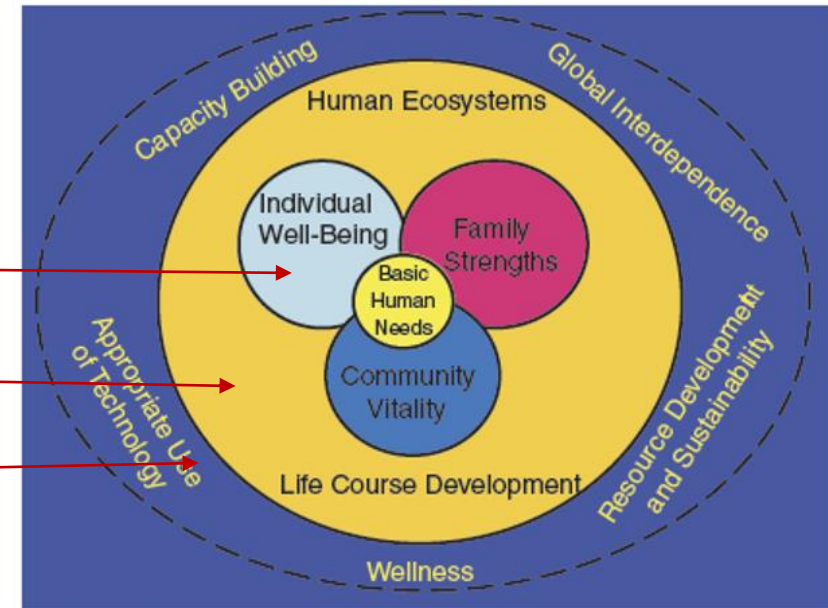 Capacity Building
Global Interdependence
Human Ecosystems
Individual
Well-Being
Family
Strengths
Basic
Human
Needs
Community
Vitality
Life Course Development
Appropriate Use
of Technology
Resource Development
and Sustainability
Wellness